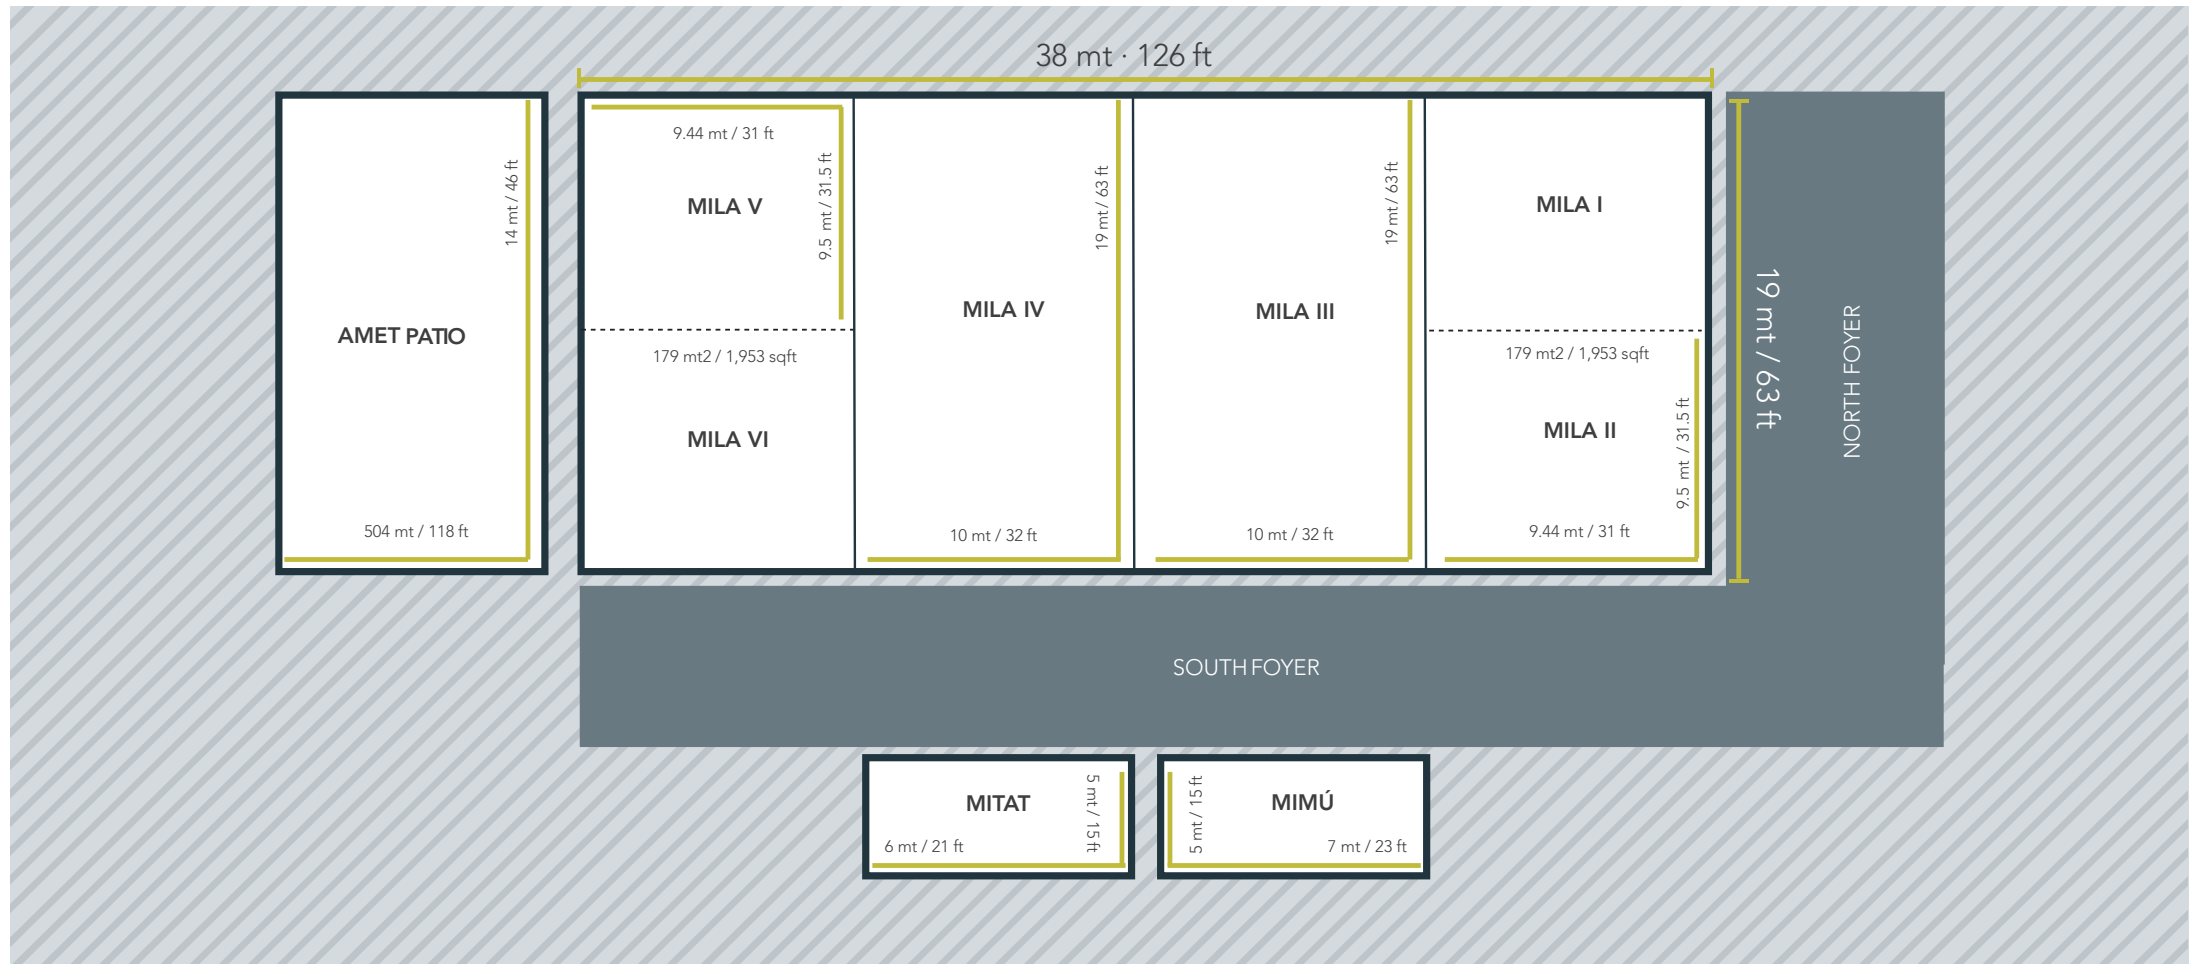 38 mt · 126 ft
14 mt / 46 ft
AMET PATIO
504 mt / 118 ft
9.44 mt / 31 ft
9.5 mt / 31.5 ft
MILA V
179 mt2 / 1,953 sqft
MILA VI
19 mt / 63 ft
MILA IV
10 mt / 32 ft
19 mt / 63 ft
MILA III
10 mt / 32 ft
MILA I
179 mt2 / 1,953 sqft
MILA II
9.5 mt / 31.5 ft
9.44 mt / 31 ft
19 mt / 63 ft
NORTH FOYER
SOUTH FOYER
MITAT
5 mt / 15 ft
6 mt / 21 ft
5 mt / 15 ft
MIMÚ
7 mt / 23 ft